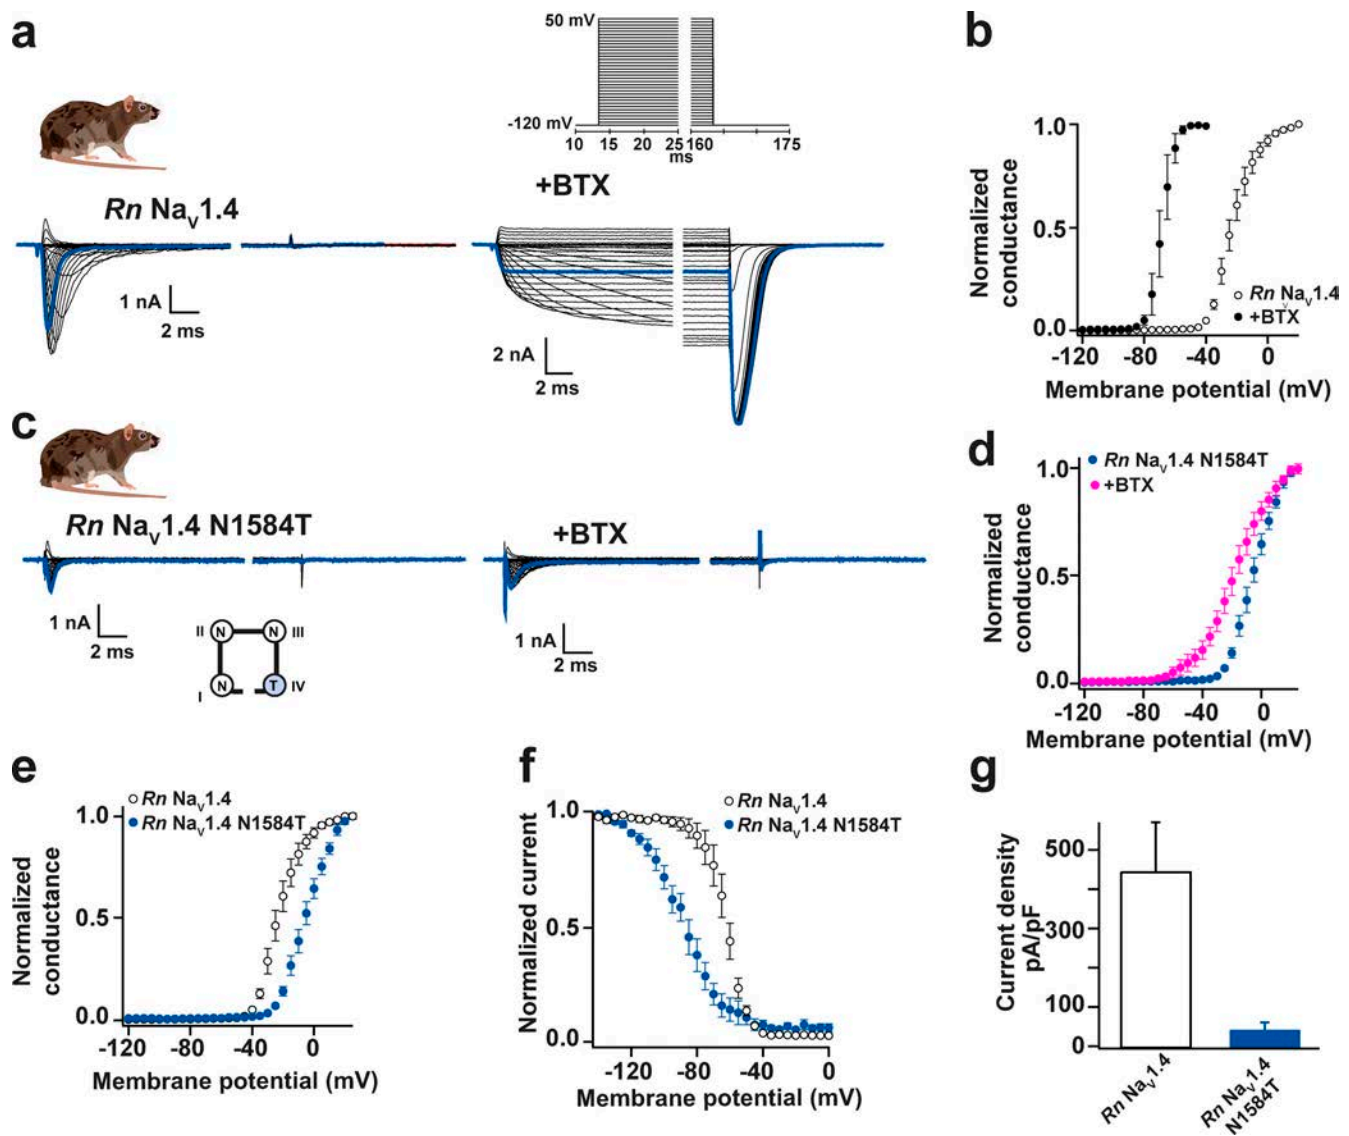 a
50 mV
-120 mV
10 15 20 25 160 175
ms
Rn Nav1.4
+BTX
1 nA
2 ms
2 nA
2 ms
b
1.0
0.5
0.0
Normalized
conductance
Rn Nav1.4
v
+BTX
-120 -80 -40 0
Membrane potential (mV)
c
Rn Nav1.4 N1584T
+BTX
1 nA
2 ms
II N N III
I N T IV
1 nA
2 ms
d
Rn Nav1.4 N1584T
+BTX
1.0
0.5
0.0
Normalized
conductance
-120 -80 -40 0
Membrane potential (mV)
e
Rn Nav1.4
Rn Nav1.4 N1584T
1.0
0.5
0.0
Normalized
conductance
-120 -80 -40 0
Membrane potential (mV)
f
Rn Nav1.4
Rn Nav1.4 N1584T
1.0
0.5
0.0
Normalized current
-120 -80 -40 0
Membrane potential (mV)
g
500
300
100
0
Current density
pA/pF
Rn Nav1.4
Rn Nav1.4
N1584T